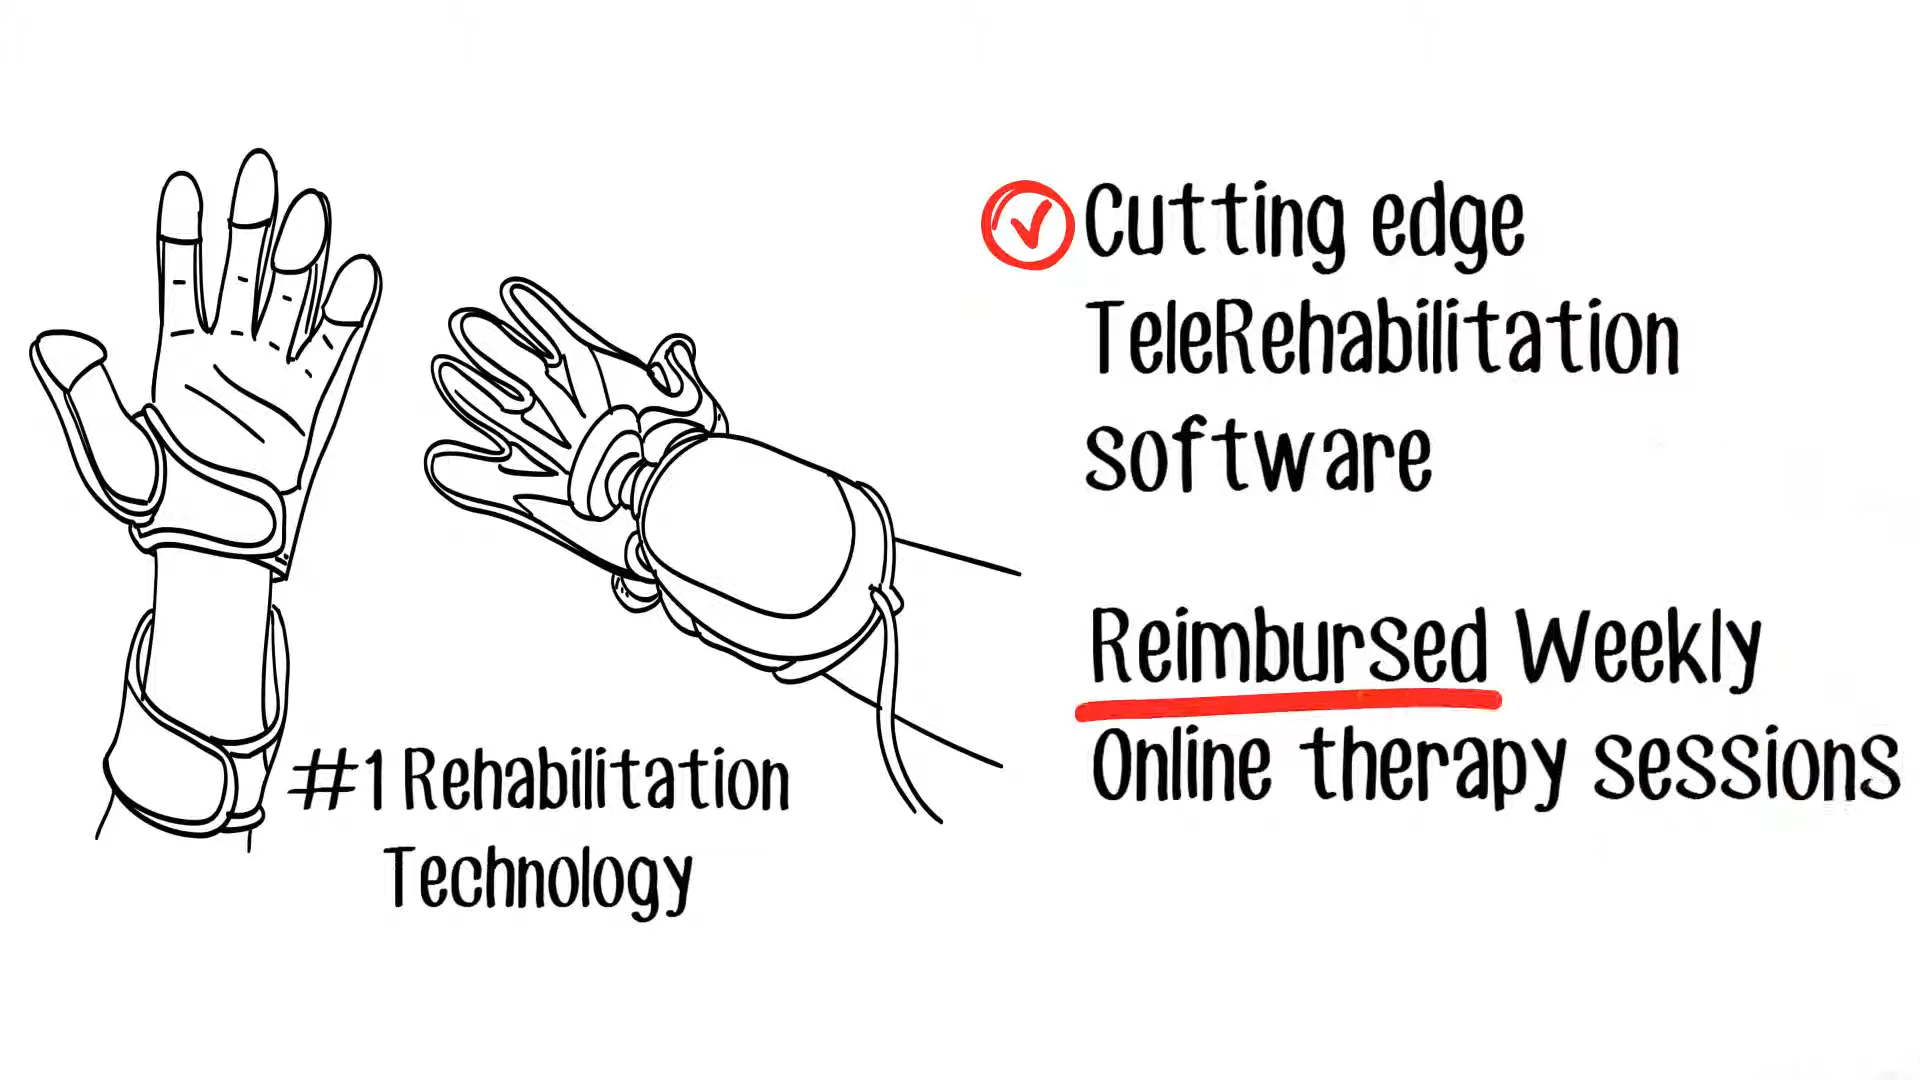 Cutting edge
TeleRehabilitation
software
Reimbursed Weekly
Online therapy sessions
#1 Rehabilitation
Technology